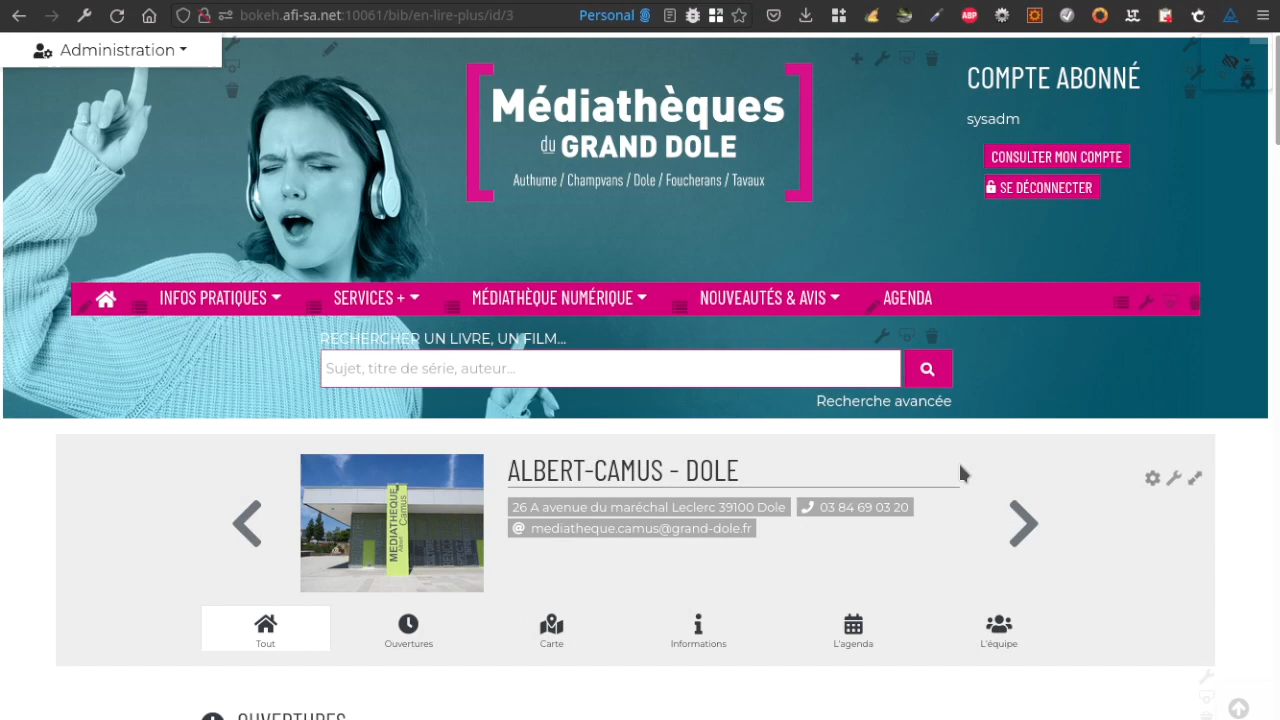 bokeh.afi-sa.net:10061/bib/en-lire-plus/id/3
Personal
ABP
Administration
Médiathèques
du GRAND DOLE
Authume / Champvans / Dole / Foucherans / Tavaux
COMPTE ABONNÉ
sysadm
CONSULTER MON COMPTE
SE DÉCONNECTER
INFOS PRATIQUES
SERVICES +
MÉDIATHÈQUE NUMÉRIQUE
NOUVEAUTÉS & AVIS
AGENDA
RECHERCHER UN LIVRE, UN FILM...
Sujet, titre de série, auteur...
Recherche avancée
MEDIATHEQUE
Albert Camus
ALBERT-CAMUS - DOLE
26 A avenue du maréchal Leclerc 39100 Dole
03 84 69 03 20
mediatheque.camus@grand-dole.fr
Tout
Ouvertures
Carte
Informations
L'agenda
L'équipe
OUVERTURES